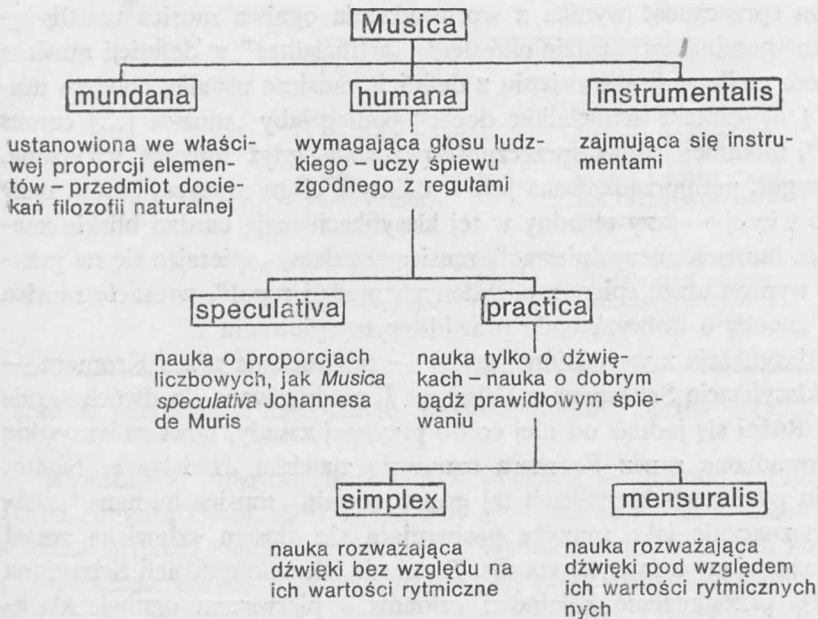 Musica
mundana
humana
instrumentalis
ustanowiona we właści-
wej proporcji elemen-
tów – przedmiot docie-
kań filozofii naturalnej
wymagająca głosu ludz-
kiego – uczy śpiewu
zgodnego z regułami
zajmująca się instru-
mentami
speculativa
practica
nauka o proporcjach
liczbowych, jak Musica
speculativa Johannesa
de Muris
nauka tylko o dźwię-
kach – nauka o dobrym
bądź prawidłowym śpie-
waniu
simplex
mensuralis
nauka rozważająca
dźwięki bez względu na
ich wartości rytmiczne
nauka rozważająca
dźwięki pod względem
ich wartości rytmicznych
nych